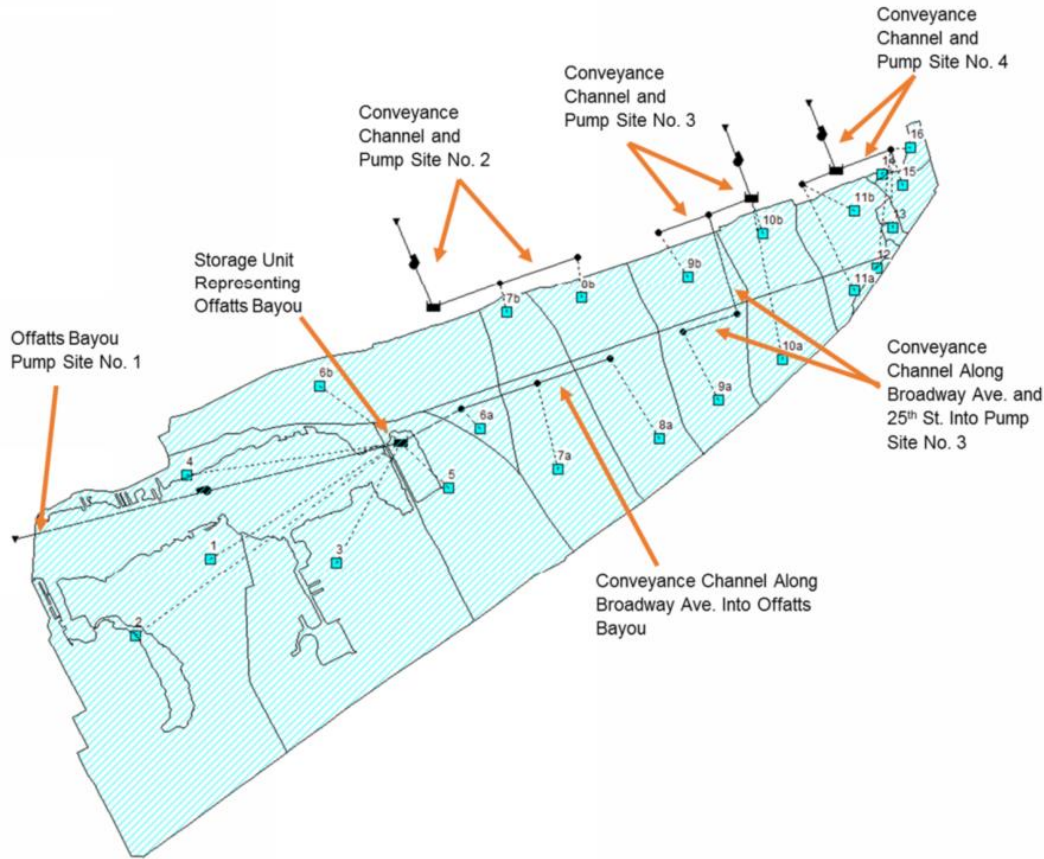 Conveyance
Channel and
Pump Site No. 4
Conveyance
Channel and
Pump Site No. 3
Conveyance
Channel and
Pump Site No. 2
Storage Unit
Representing
Offatts Bayou
Offatts Bayou
Pump Site No. 1
16
14
15
11b
13
10b
12
9b
11a
8b
7b
10a
6b
9a
6a
8a
7a
4
5
1
3
2
Conveyance
Channel Along
Broadway Ave. and
25th St. Into Pump
Site No. 3
Conveyance Channel Along
Broadway Ave. Into Offatts
Bayou